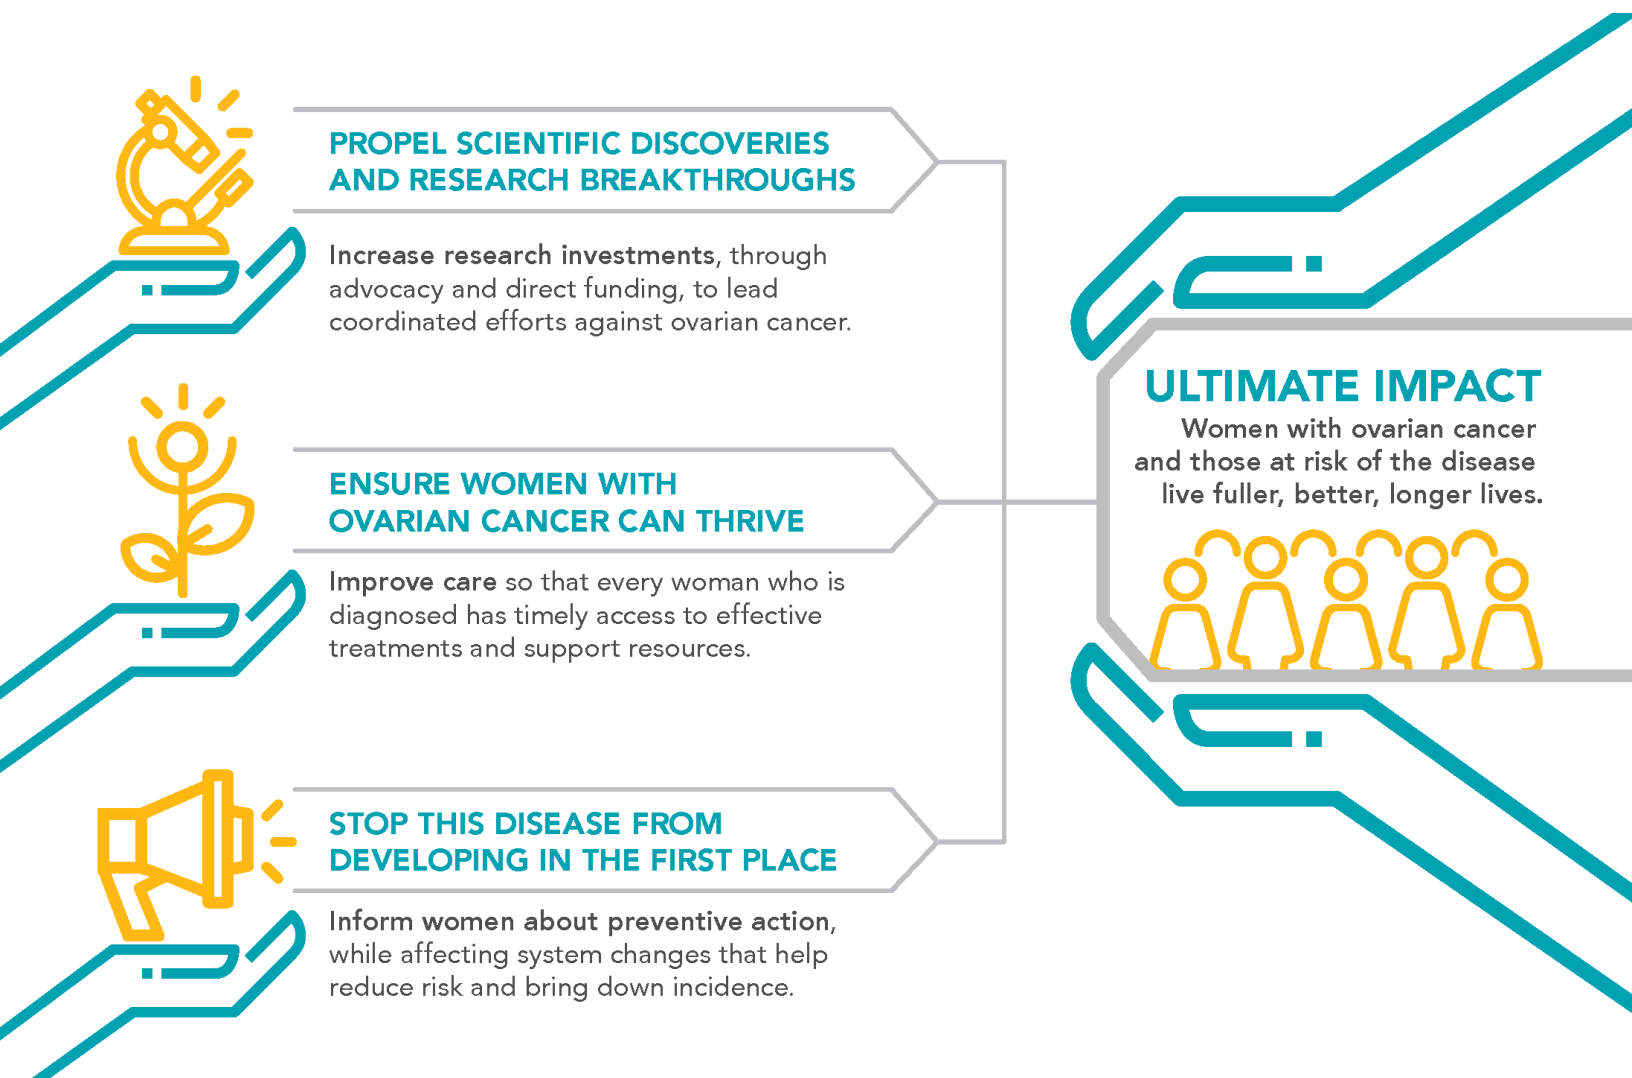 PROPEL SCIENTIFIC DISCOVERIES
AND RESEARCH BREAKTHROUGHS
Increase research investments, through
advocacy and direct funding, to lead
coordinated efforts against ovarian cancer.
ENSURE WOMEN WITH
OVARIAN CANCER CAN THRIVE
Improve care so that every woman who is
diagnosed has timely access to effective
treatments and support resources.
STOP THIS DISEASE FROM
DEVELOPING IN THE FIRST PLACE
Inform women about preventive action,
while affecting system changes that help
reduce risk and bring down incidence.
ULTIMATE IMPACT
Women with ovarian cancer
and those at risk of the disease
live fuller, better, longer lives.